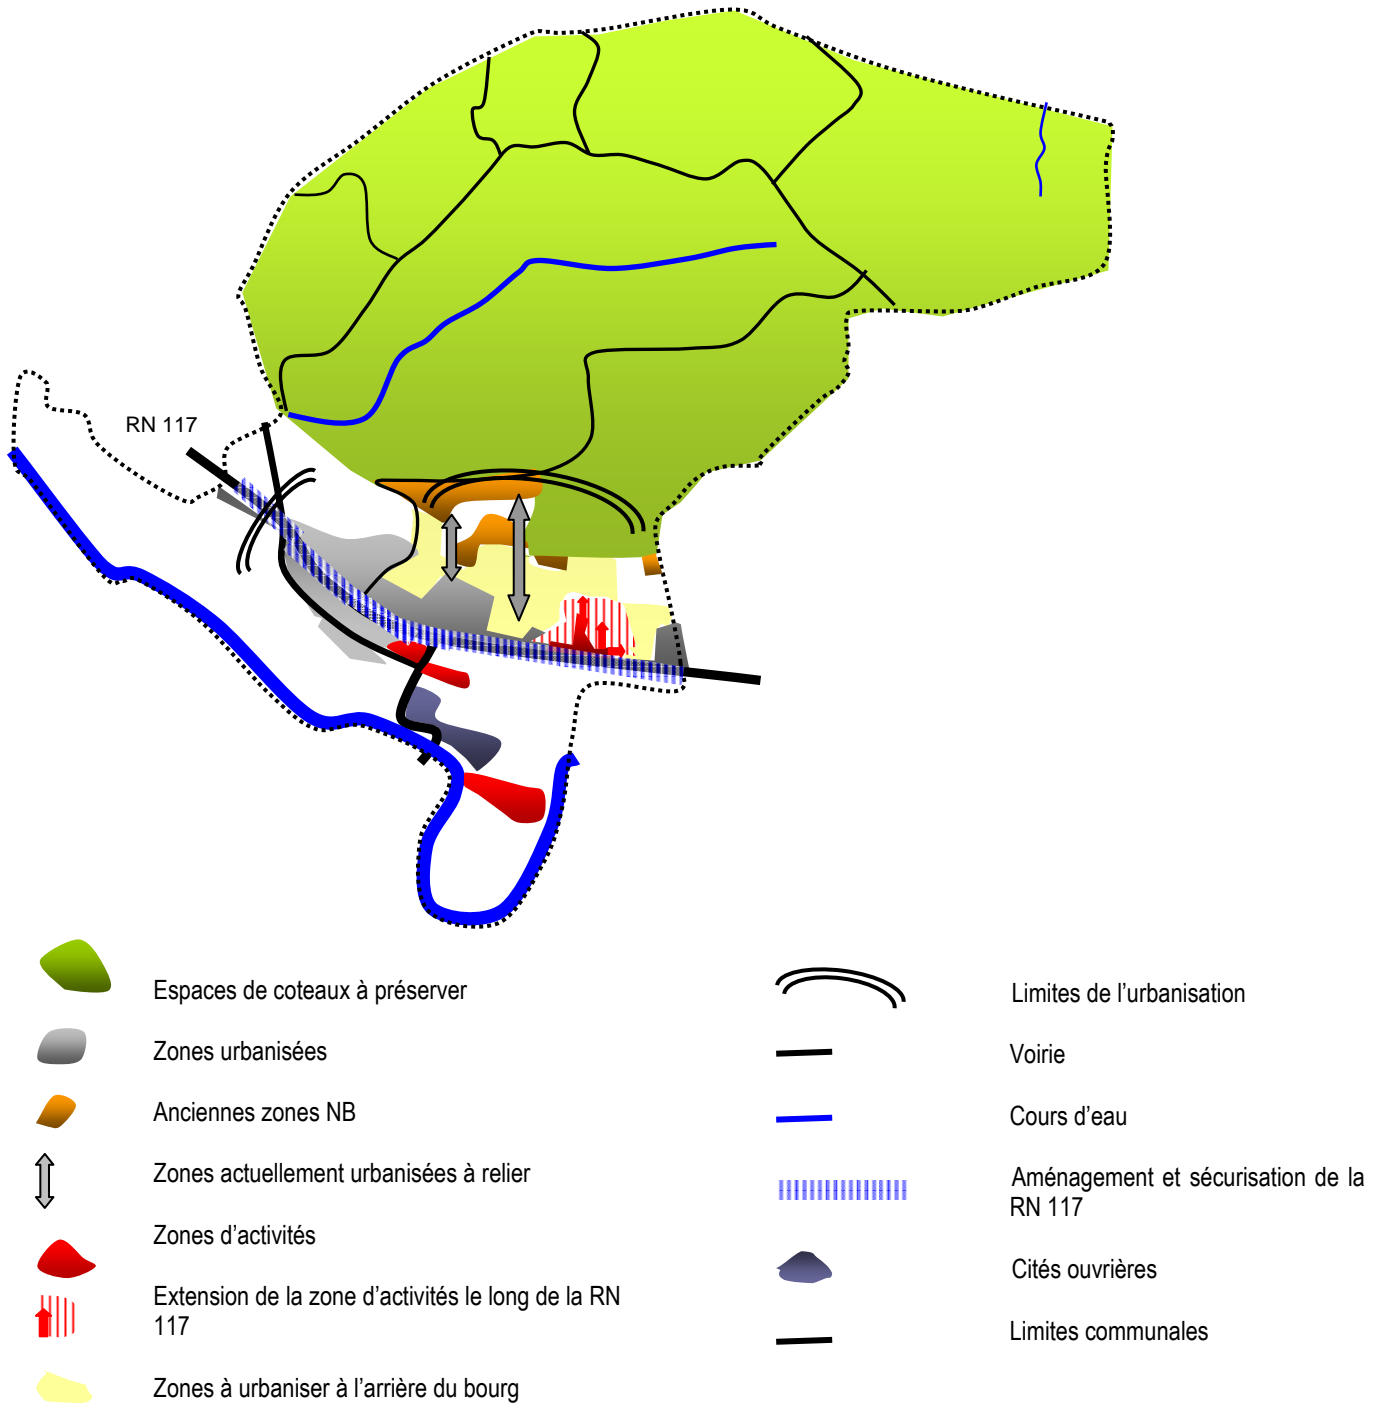 RN 117
Espaces de coteaux à préserver
Zones urbanisées
Anciennes zones NB
Zones actuellement urbanisées à relier
Zones d’activités
Extension de la zone d’activités le long de la RN
117
Zones à urbaniser à l’arrière du bourg
Limites de l’urbanisation
Voirie
Cours d’eau
Aménagement et sécurisation de la
RN 117
Cités ouvrières
Limites communales